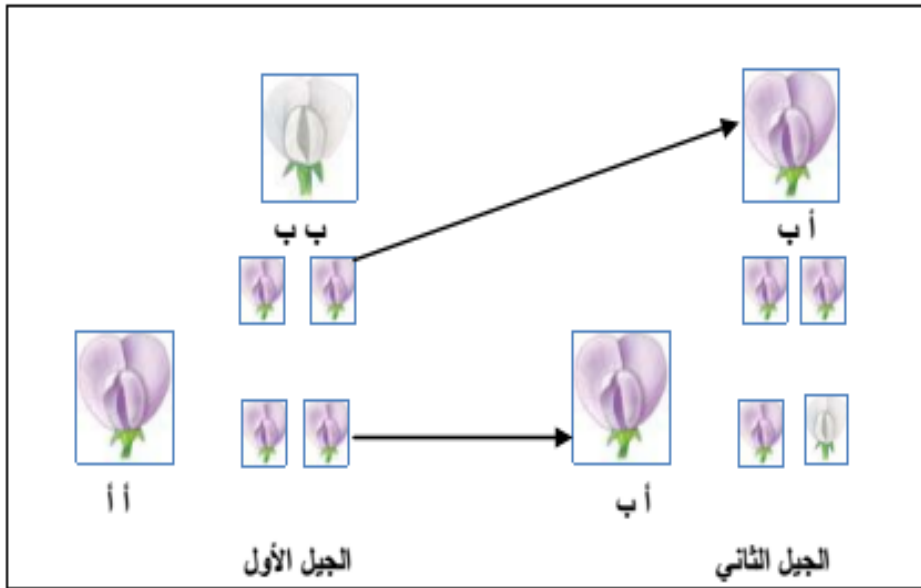 ب ب
أ ب
أ أ
أ ب
الجيل الأول
الجيل الثاني